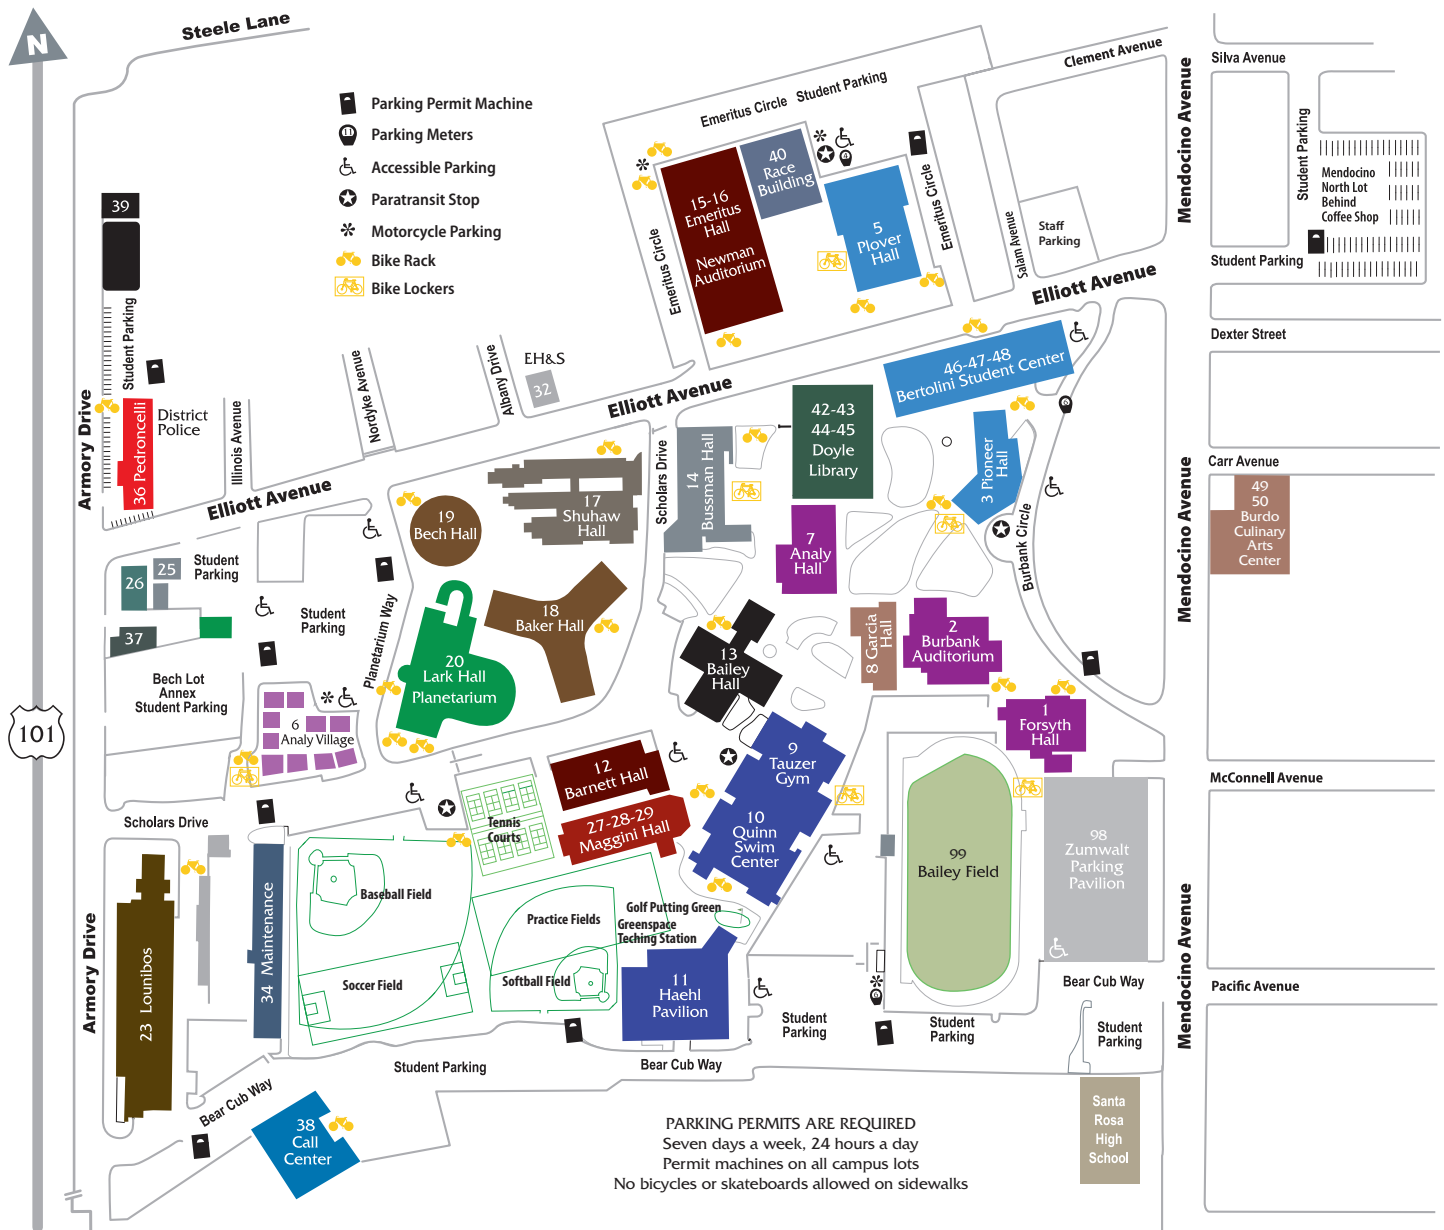 N
Steele Lane
Parking Permit Machine
Parking Meters
Accessible Parking
Paratransit Stop
Motorcycle Parking
Bike Rack
Bike Lockers
Emeritus Circle
Student Parking
Clement Avenue
Mendocino Avenue
Silva Avenue
Student Parking
Mendocino
North Lot
Behind
Coffee Shop
Student Parking
Dexter Street
Carr Avenue
40
Race
Building
15-16
Emeritus
Hall
Newman
Auditorium
5
Plover
Hall
Emeritus Circle
Emeritus Circle
Salam Avenue
Staff
Parking
Elliott Avenue
39
Student Parking
Armory Drive
36 Pedroncelli
District
Police
Illinois Avenue
Nordyke Avenue
Albany Drive
EH&S
32
Elliott Avenue
Elliott Avenue
46-47-48
Bertolini Student Center
42-43
44-45
Doyle
Library
3 Pioneer
Hall
14
Bussman Hall
Scholars Drive
17
Shuhaw
Hall
19
Bech Hall
7
Analy
Hall
Burbank Circle
Mendocino Avenue
49
50
Burdo
Culinary
Arts
Center
Student
Parking
25
26
37
Student
Parking
Planetarium Way
18
Baker Hall
20
Lark Hall
Planetarium
13
Bailey
Hall
8 Garcia
Hall
2
Burbank
Auditorium
Bech Lot
Annex
Student Parking
101
6
Analy Village
1
Forsyth
Hall
9
Tauzer
Gym
12
Barnett Hall
27-28-29
Maggini Hall
10
Quinn
Swim
Center
McConnell Avenue
Scholars Drive
Tennis
Courts
98
Zumwalt
Parking
Pavilion
99
Bailey Field
Baseball Field
Practice Fields
Golf Putting Green
Greenspace
Teching Station
Armory Drive
23 Lounibos
34 Maintenance
Soccer Field
Softball Field
11
Haehl
Pavilion
Bear Cub Way
Mendocino Avenue
Pacific Avenue
Student
Parking
Student
Parking
Student
Parking
Student Parking
Bear Cub Way
Bear Cub Way
38
Call
Center
Santa
Rosa
High
School
PARKING PERMITS ARE REQUIRED
Seven days a week, 24 hours a day
Permit machines on all campus lots
No bicycles or skateboards allowed on sidewalks